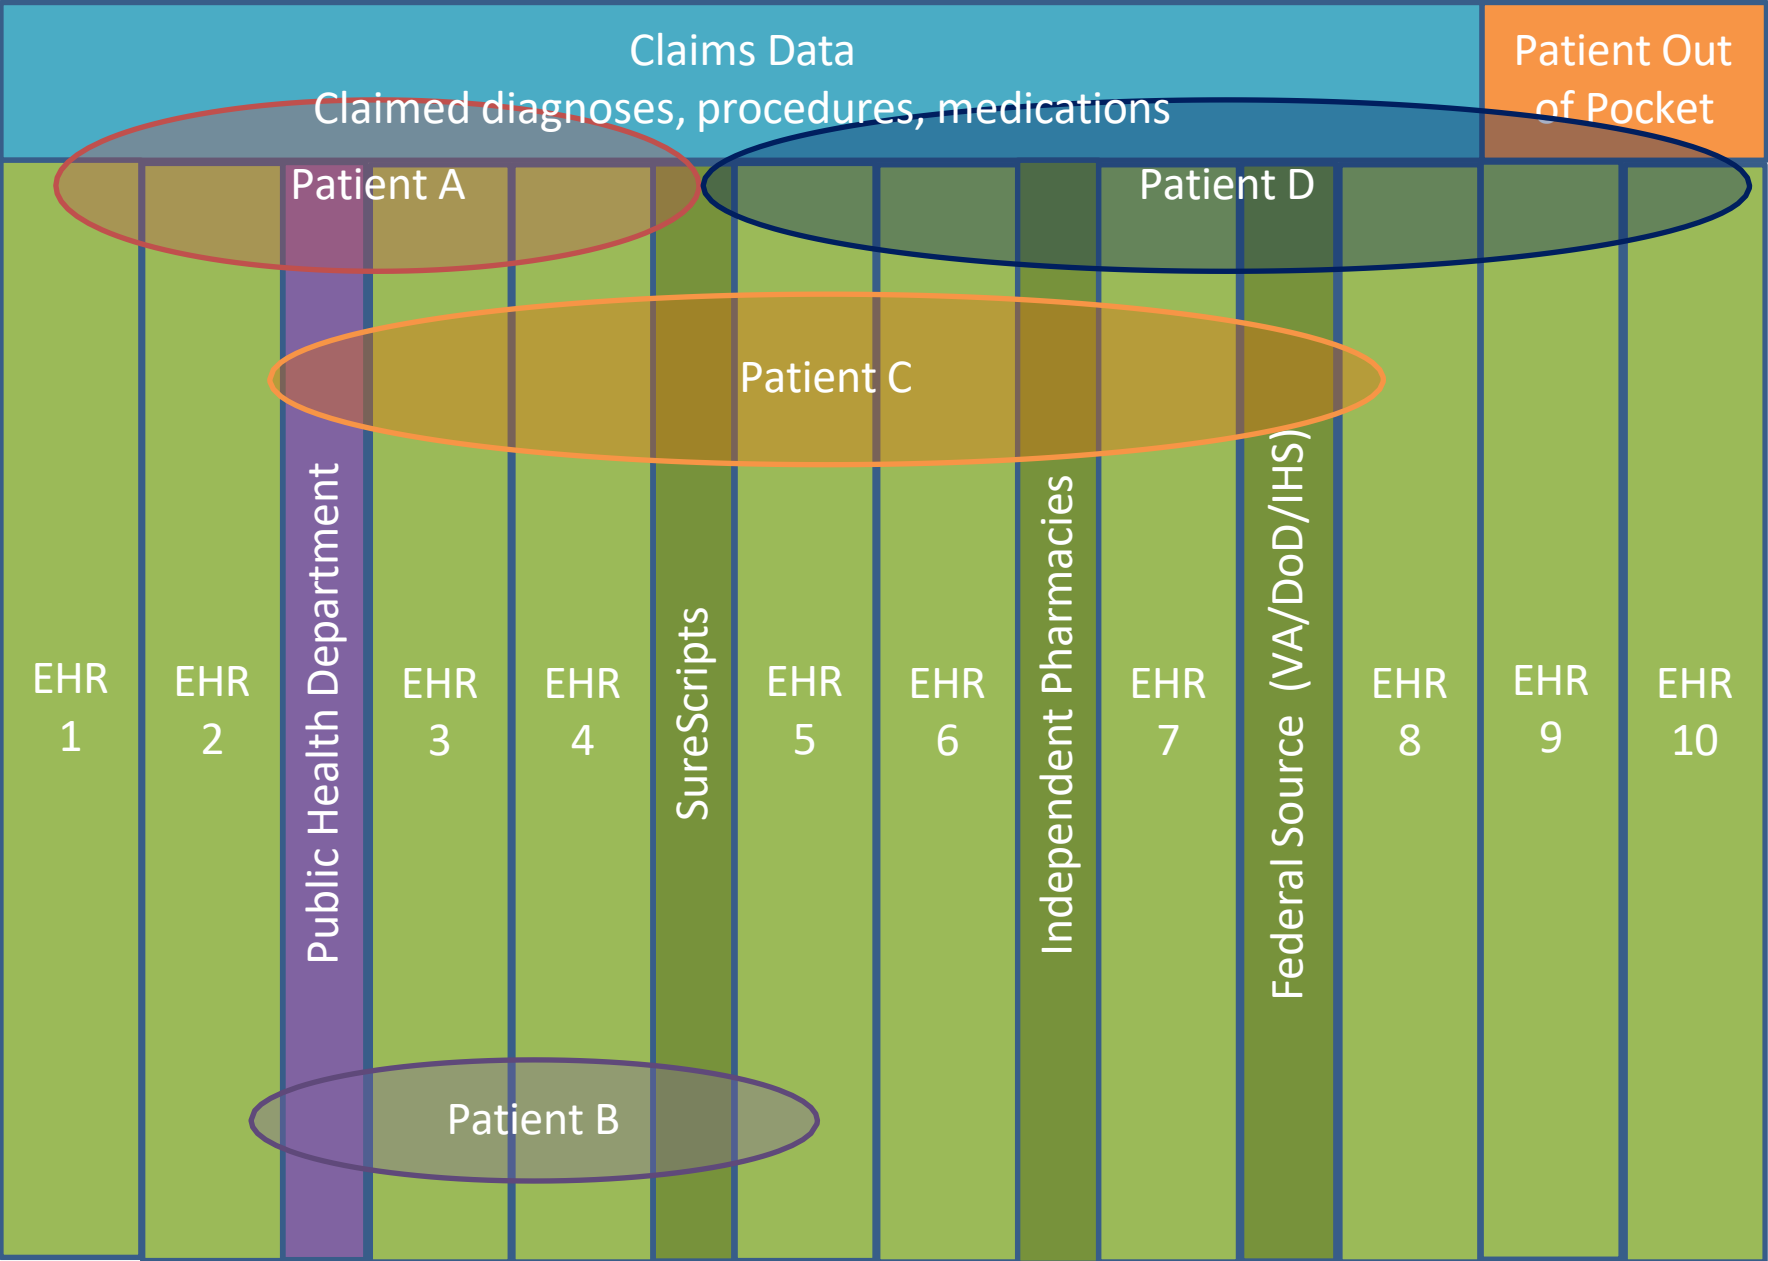 Claims Data
Claimed diagnoses, procedures, medications
Patient Out
of Pocket
Patient A
Patient D
Patient C
EHR
1
EHR
2
Public Health Department
EHR
3
EHR
4
SureScripts
EHR
5
EHR
6
Independent Pharmacies
EHR
7
Federal Source (VA/DoD/IHS)
EHR
8
EHR
9
EHR
10
Patient B